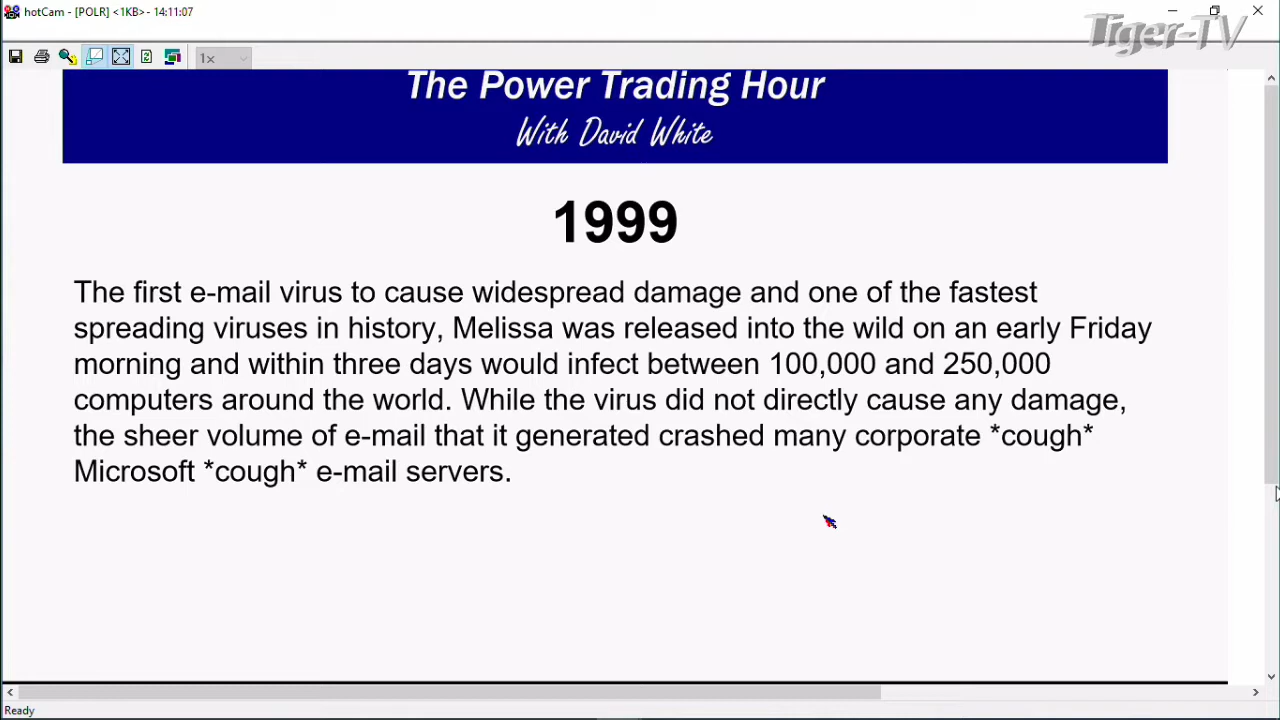 hotCam - [POLR] <1KB> - 14:11:07
Tiger-TV
1x
The Power Trading Hour
With David White
1999
The first e-mail virus to cause widespread damage and one of the fastest
spreading viruses in history, Melissa was released into the wild on an early Friday
morning and within three days would infect between 100,000 and 250,000
computers around the world. While the virus did not directly cause any damage,
the sheer volume of e-mail that it generated crashed many corporate *cough*
Microsoft *cough* e-mail servers.
Ready